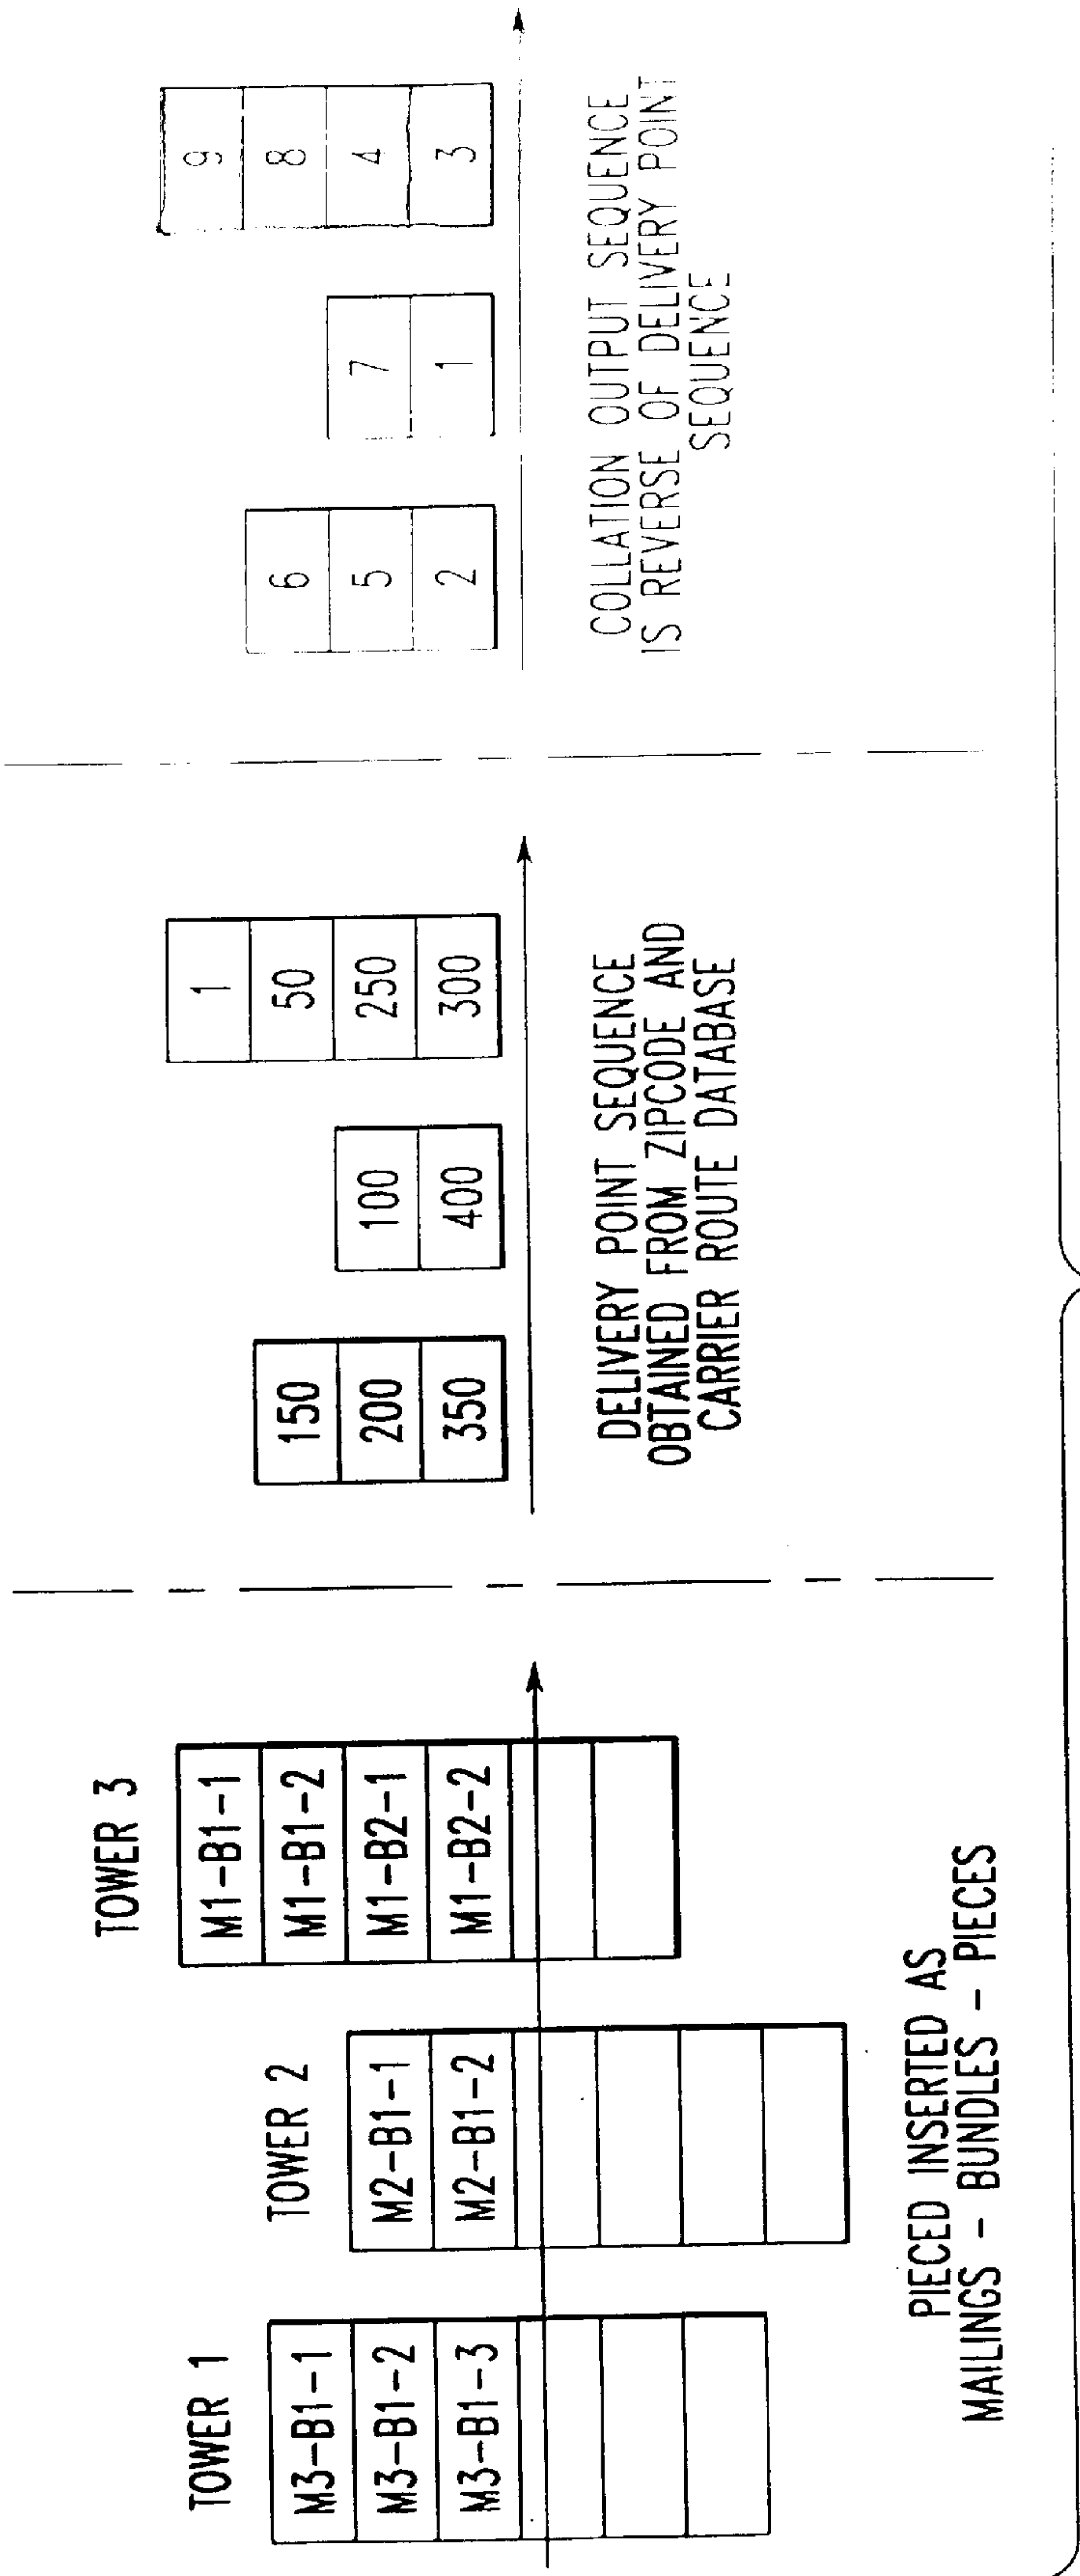 TOWER 1
M3-B1-1
M3-B1-2
M3-B1-3
TOWER 2
M2-B1-1
M2-B1-2
TOWER 3
M1-B1-1
M1-B1-2
M1-B2-1
M1-B2-2
PIECED INSERTED AS
MAILINGS - BUNDLES - PIECES
150
200
350
100
400
1
50
250
300
DELIVERY POINT SEQUENCE
OBTAINED FROM ZIPCODE AND
CARRIER ROUTE DATABASE
6
5
2
7
1
9
8
4
3
COLLATION OUTPUT SEQUENCE
IS REVERSE OF DELIVERY POINT
SEQUENCE